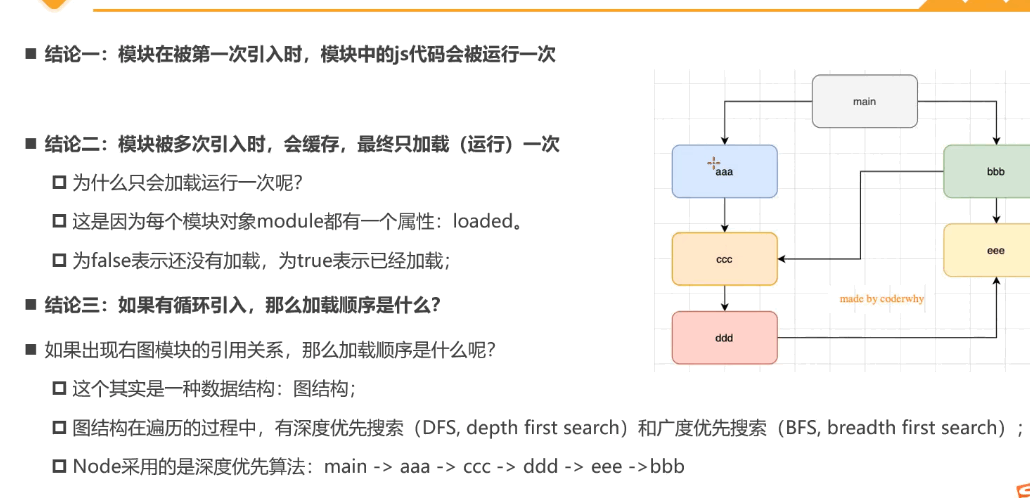 ■ 结论一：模块在被第一次引入时，模块中的js代码会被运行一次
■ 结论二：模块被多次引入时，会缓存，最终只加载（运行）一次
为什么只会加载运行一次呢？
这是因为每个模块对象module都有一个属性：loaded。
为false表示还没有加载，为true表示已经加载；
■ 结论三：如果有循环引入，那么加载顺序是什么？
■ 如果出现右图模块的引用关系，那么加载顺序是什么呢？
这个其实是一种数据结构：图结构；
图结构在遍历的过程中，有深度优先搜索（DFS, depth first search）和广度优先搜索（BFS, breadth first search）；
Node采用的是深度优先算法：main -> aaa -> ccc -> ddd -> eee ->bbb
main
aaa
bbb
ccc
eee
made by coderwhy
ddd